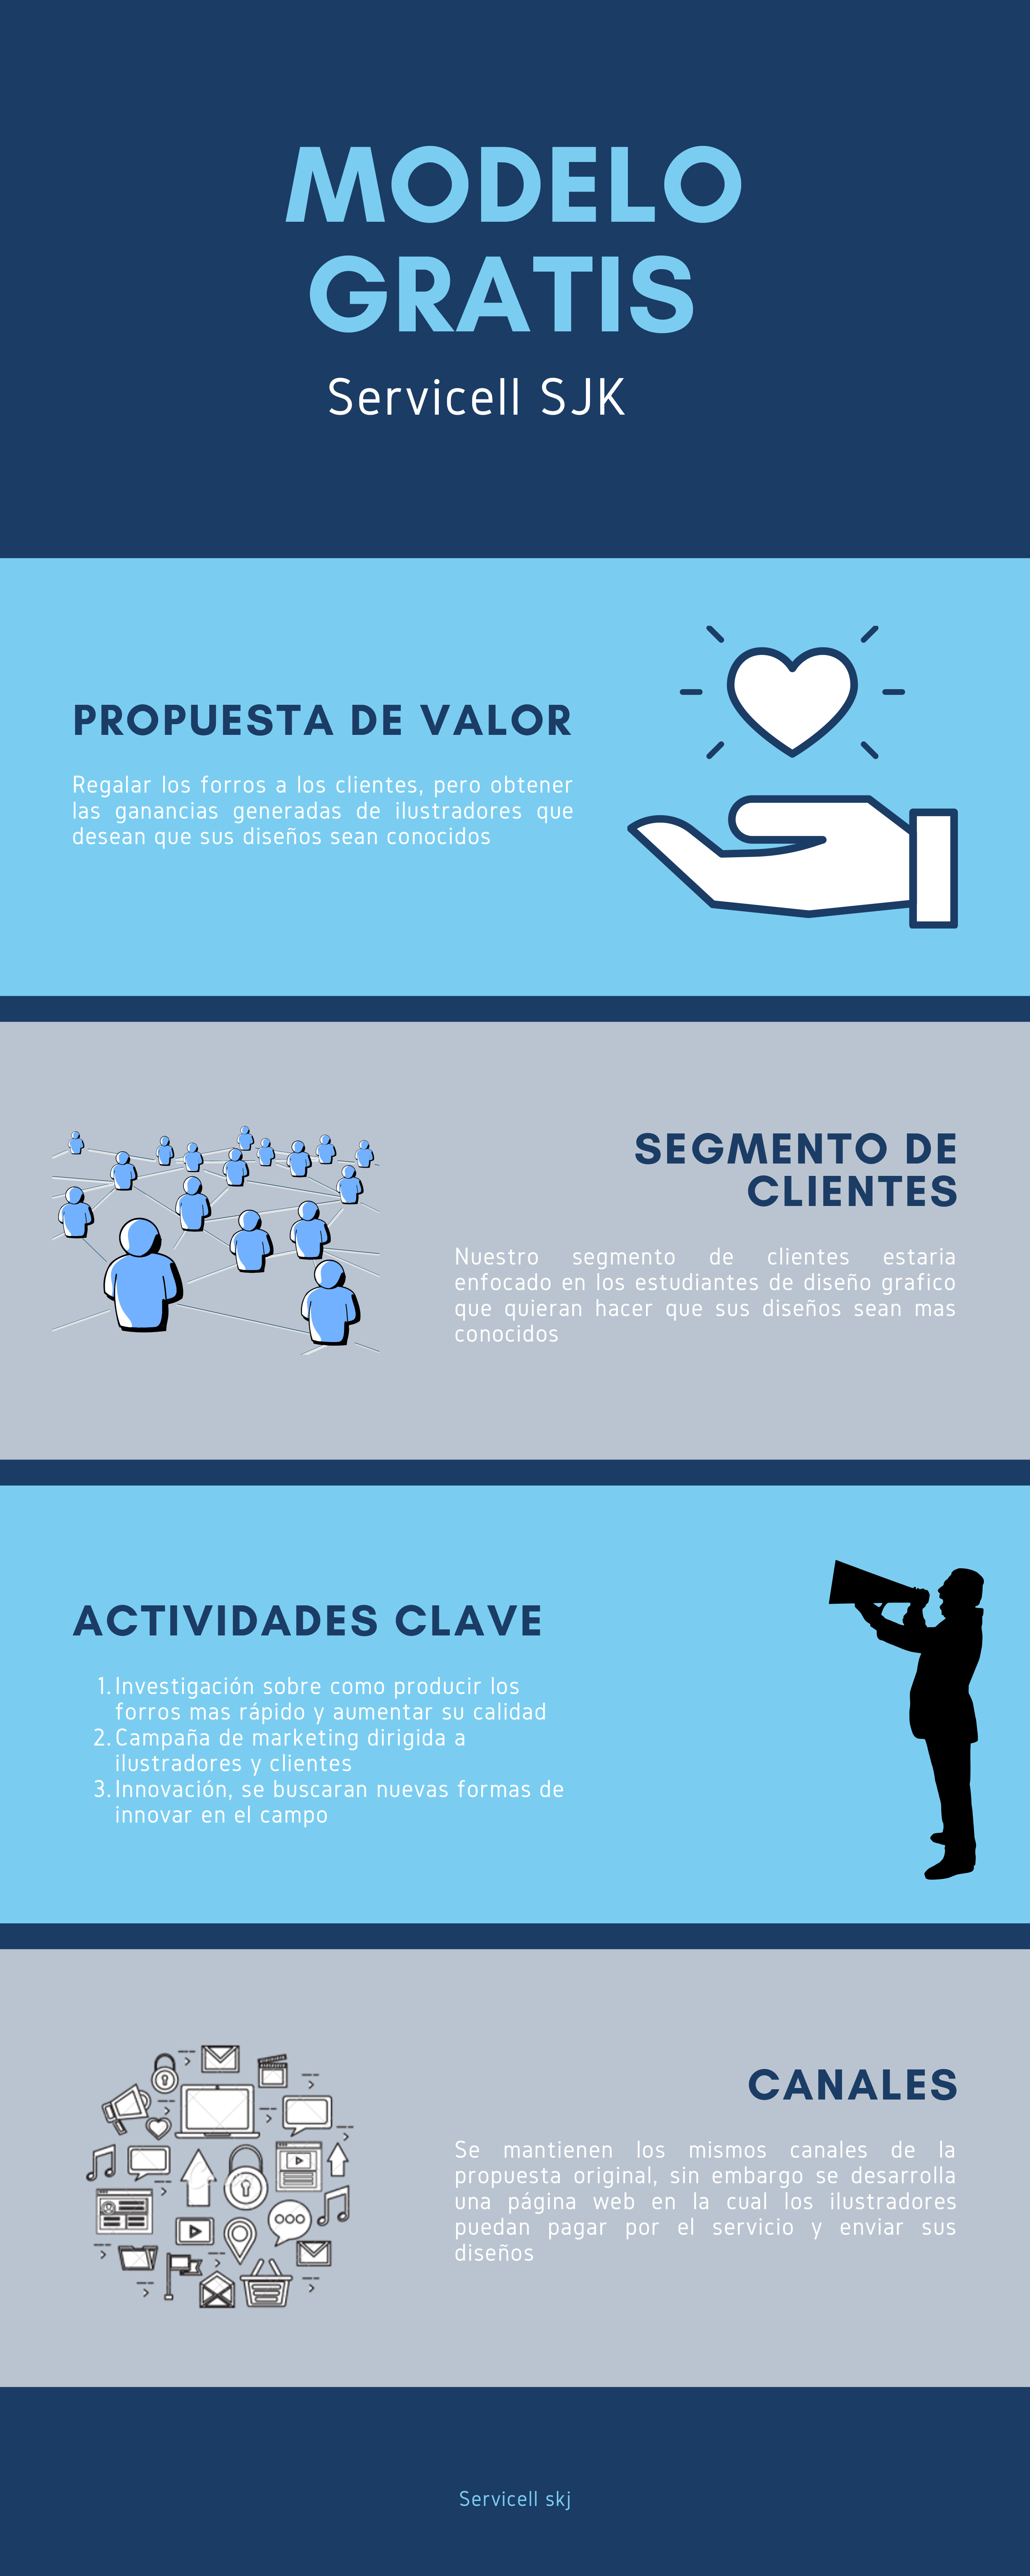 MODELO
GRATIS
Servicell SJK
PROPUESTA DE VALOR
Regalar los forros a los clientes, pero obtener
las ganancias generadas de ilustradores que
desean que sus diseños sean conocidos
SEGMENTO DE
CLIENTES
Nuestro segmento de clientes estaria
enfocado en los estudiantes de diseño grafico
que quieran hacer que sus diseños sean mas
conocidos
ACTIVIDADES CLAVE
1. Investigación sobre como producir los
forros mas rápido y aumentar su calidad
2. Campaña de marketing dirigida a
ilustradores y clientes
3. Innovación, se buscaran nuevas formas de
innovar en el campo
CANALES
Se mantienen los mismos canales de la
propuesta original, sin embargo se desarrolla
una página web en la cual los ilustradores
puedan pagar por el servicio y enviar sus
diseños
Servicell skj